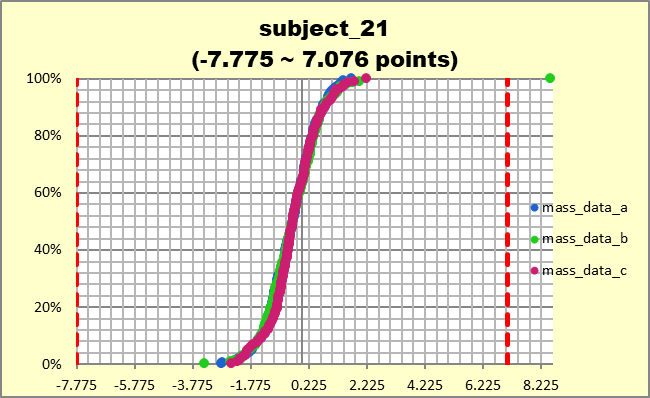 subject_21
(-7.775 ~ 7.076 points)
100%
80%
60%
40%
20%
0%
-7.775 -5.775 -3.775 -1.775 0.225 2.225 4.225 6.225 8.225
mass_data_a
mass_data_b
mass_data_c